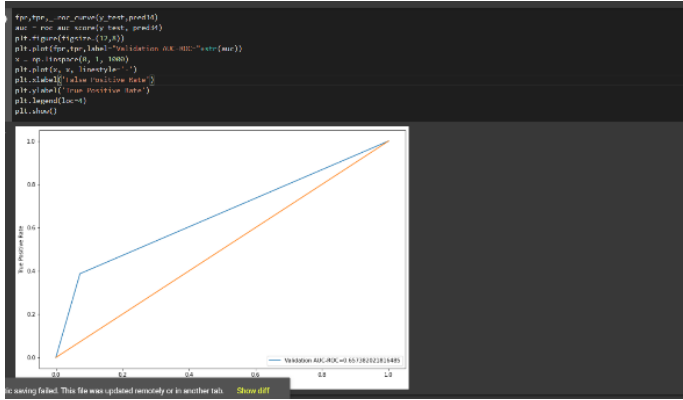 fpr,tpr,_=roc_curve(y_test,pred14)
auc = roc_auc_score(y_test, pred14)
plt.figure(figsize=(12,8))
plt.plot(fpr,tpr,label="Validation AUC-ROC="+str(auc))
x = np.linspace(0, 1, 1000)
plt.plot(x, x, linestyle='-')
plt.xlabel('False Positive Rate')
plt.ylabel('True Positive Rate')
plt.legend(loc=4)
plt.show()
1.0
0.8
0.6
0.4
0.2
0.0
True Positive Rate
Validation AUC-ROC=0.657382021816485
0.0 0.2 0.4 0.6 0.8 1.0
tic saving failed. This file was updated remotely or in another tab. Show diff